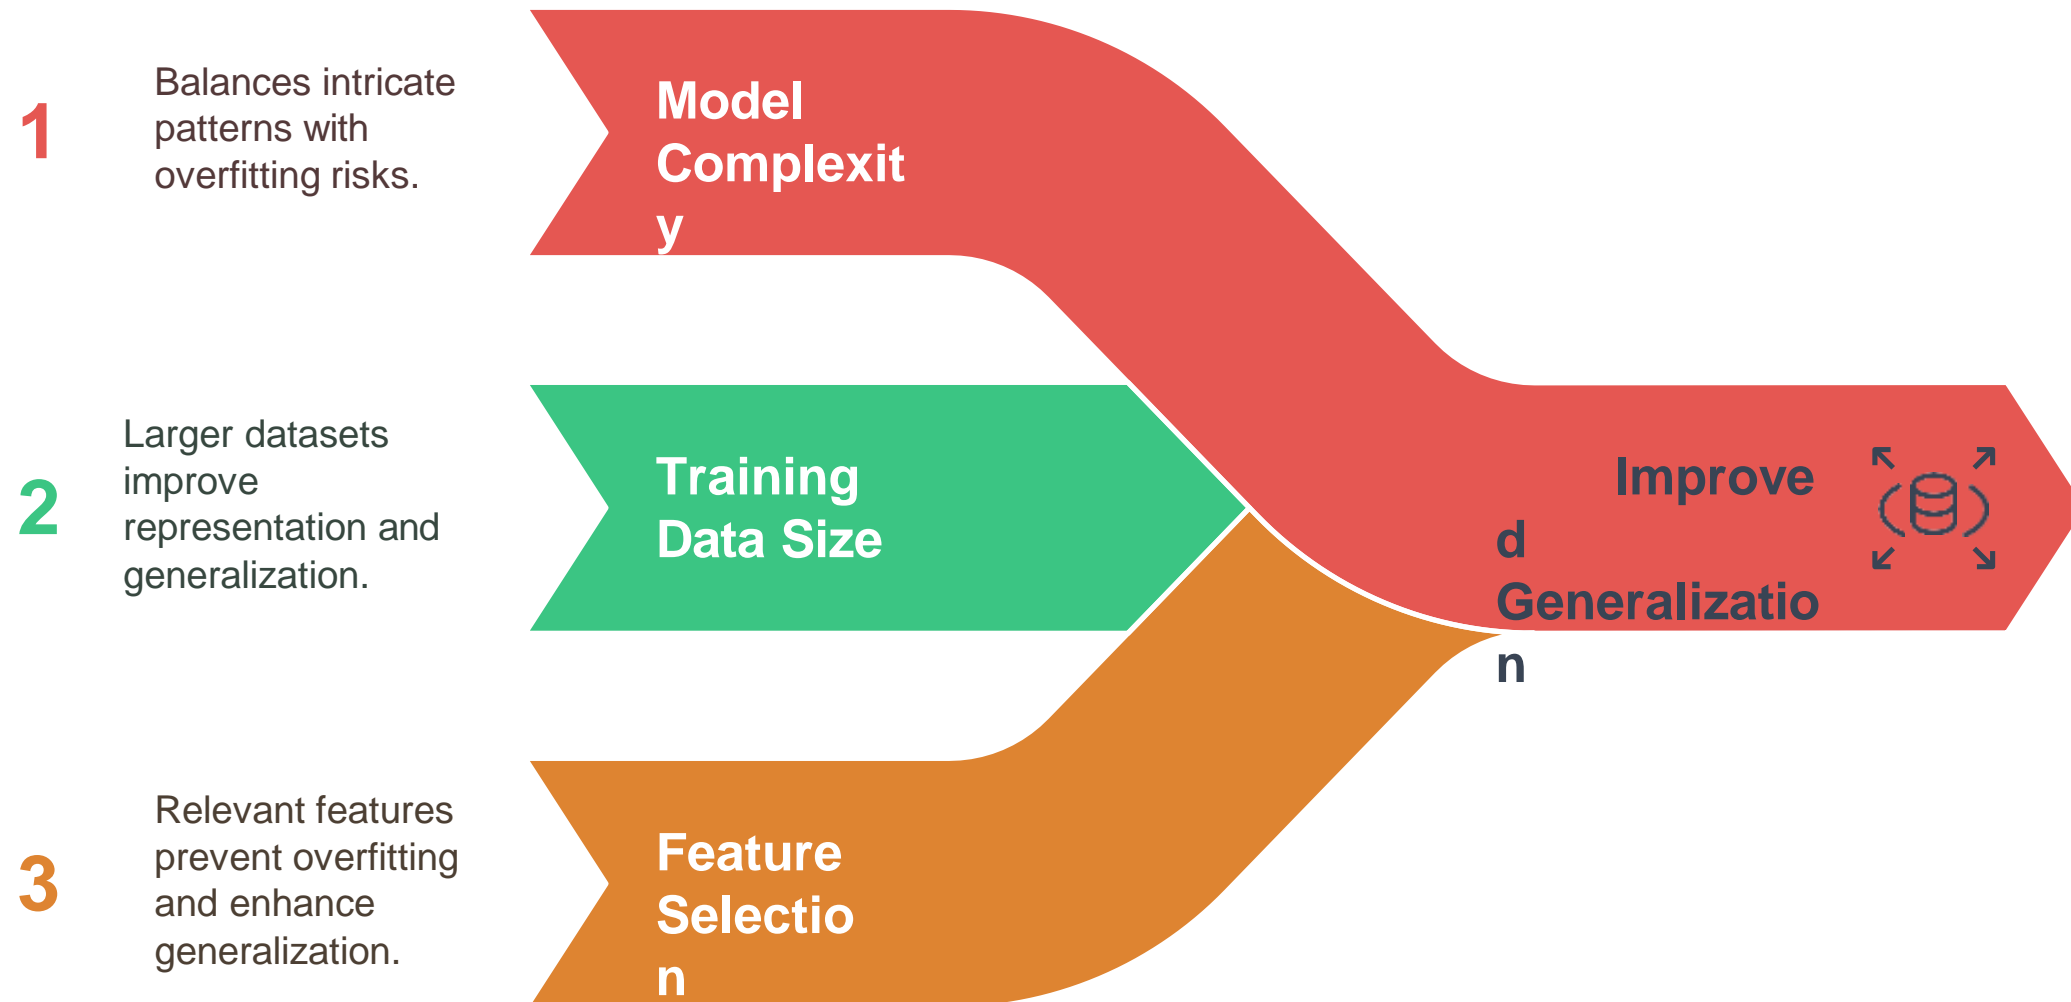 1
Balances intricate
patterns with
overfitting risks.
Model
Complexit
y
2
Larger datasets
improve
representation and
generalization.
Training
Data Size
3
Relevant features
prevent overfitting
and enhance
generalization.
Feature
Selectio
n
Improve
d
Generalizatio
n